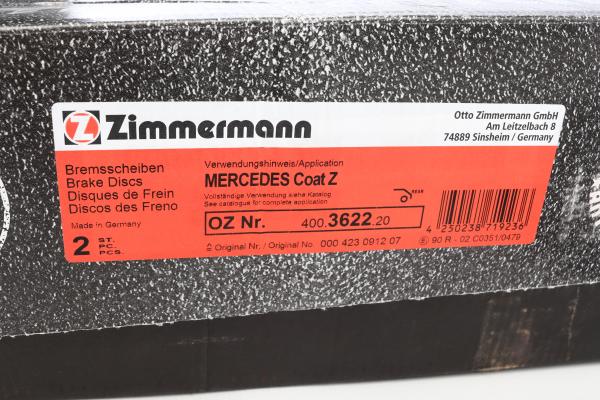 Zimmermann
Otto Zimmermann GmbH
Am Leitzelbach 8
74889 Sinsheim / Germany
Bremsscheiben
Brake Discs
Disques de Frein
Discos des Freno
Made in Germany
2 ST.
PC.
PCS.
Verwendungshinweis/Application
MERCEDES Coat Z
Vollständige Verwendung siehe Katalog
See catalogue for complete application
REAR
OZ Nr. 400.3622.20
Original Nr. / Original No. 000 423 0912 07
4 250238 719236
90 R - 02 C0351/0479